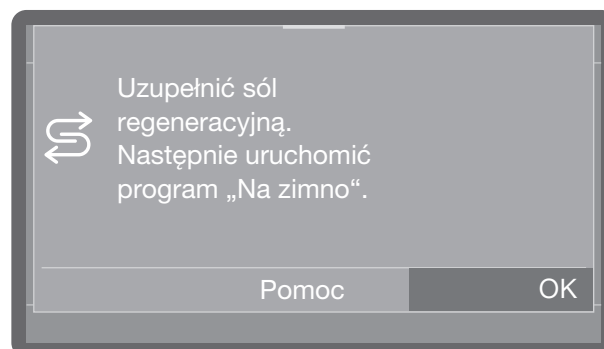 Uzupełnić sól
regeneracyjną.
Następnie uruchomić
program „Na zimno“.
Pomoc
OK